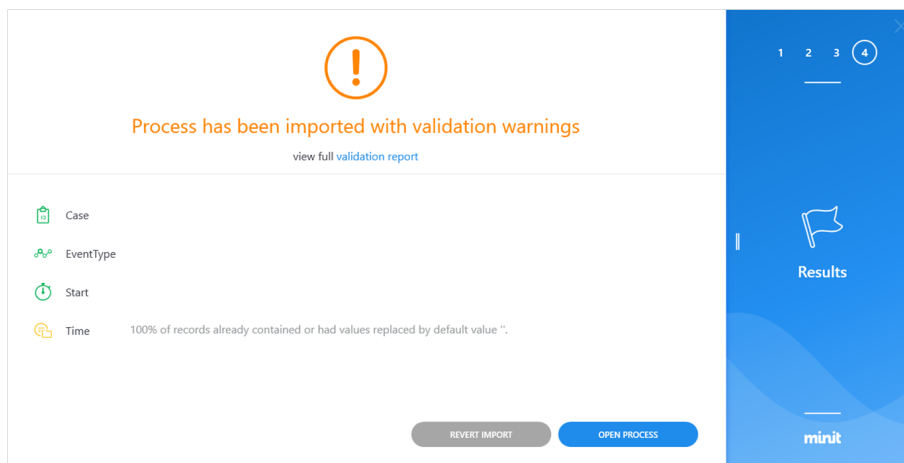 Process has been imported with validation warnings
view full validation report
Case
EventType
Start
Time 100% of records already contained or had values replaced by default value ''.
REVERT IMPORT OPEN PROCESS
1 2 3 4
Results
minit